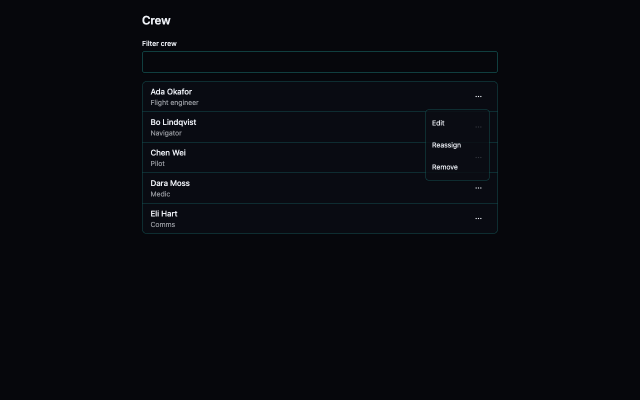 Crew
Filter crew
Ada Okafor
Flight engineer
...
Bo Lindqvist
Navigator
...
Chen Wei
Pilot
...
Dara Moss
Medic
...
Eli Hart
Comms
...
Edit
Reassign
Remove